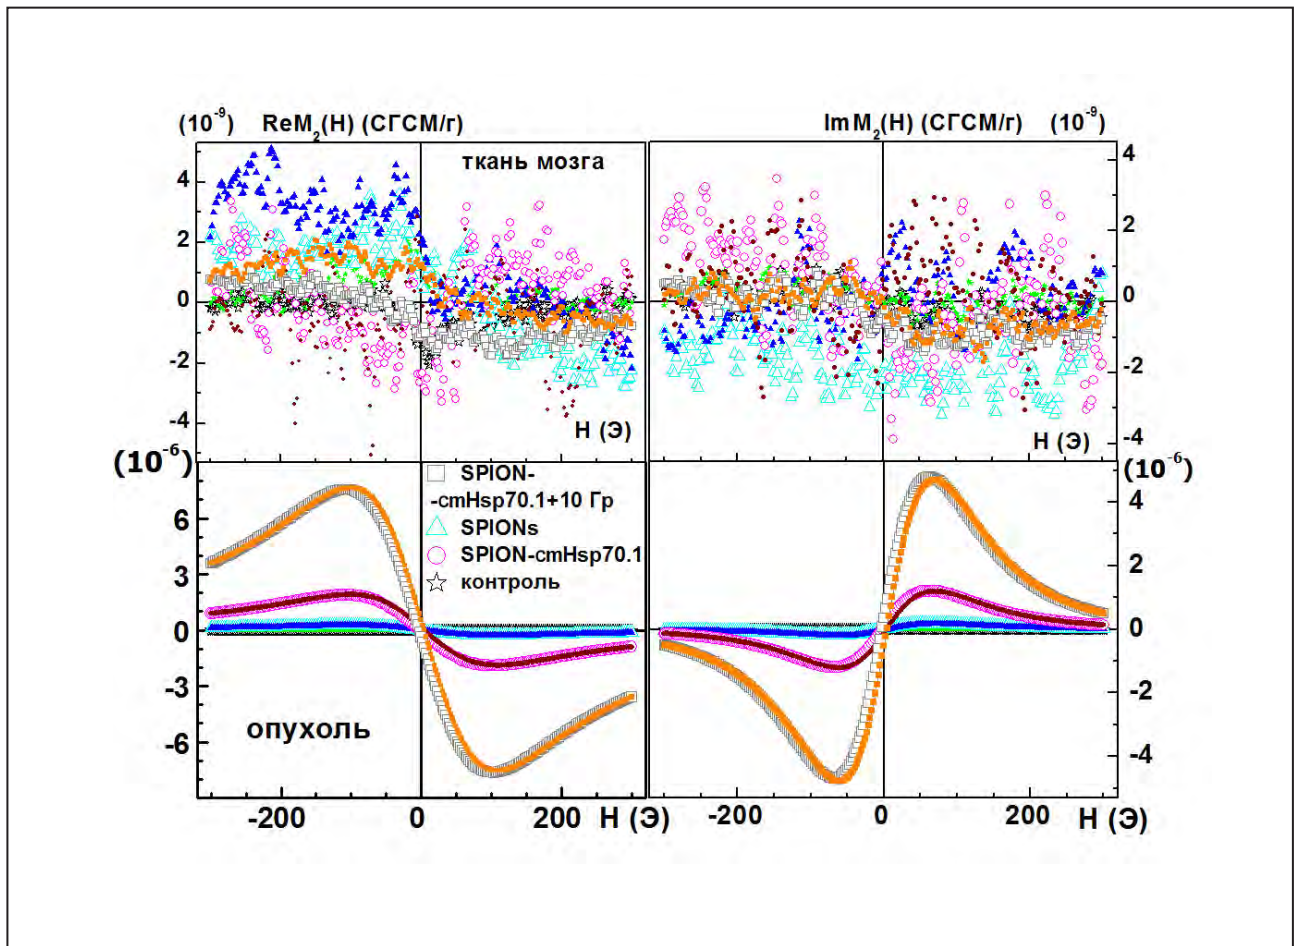 (10⁻⁹) ReM₂(H) (СГСМ/г)
ImM₂(H) (СГСМ/г) (10⁻⁹)
ткань мозга
4
2
0
-2
-4
H (Э)
4
2
0
-2
-4
H (Э)
(10⁻⁶)
6
3
0
-3
-6
SPION-
-cmHsp70.1+10 Гр
SPIONs
SPION-cmHsp70.1
контроль
опухоль
(10⁻⁶)
4
2
0
-2
-4
-200 0 200 H (Э)
-200 0 200 H (Э)